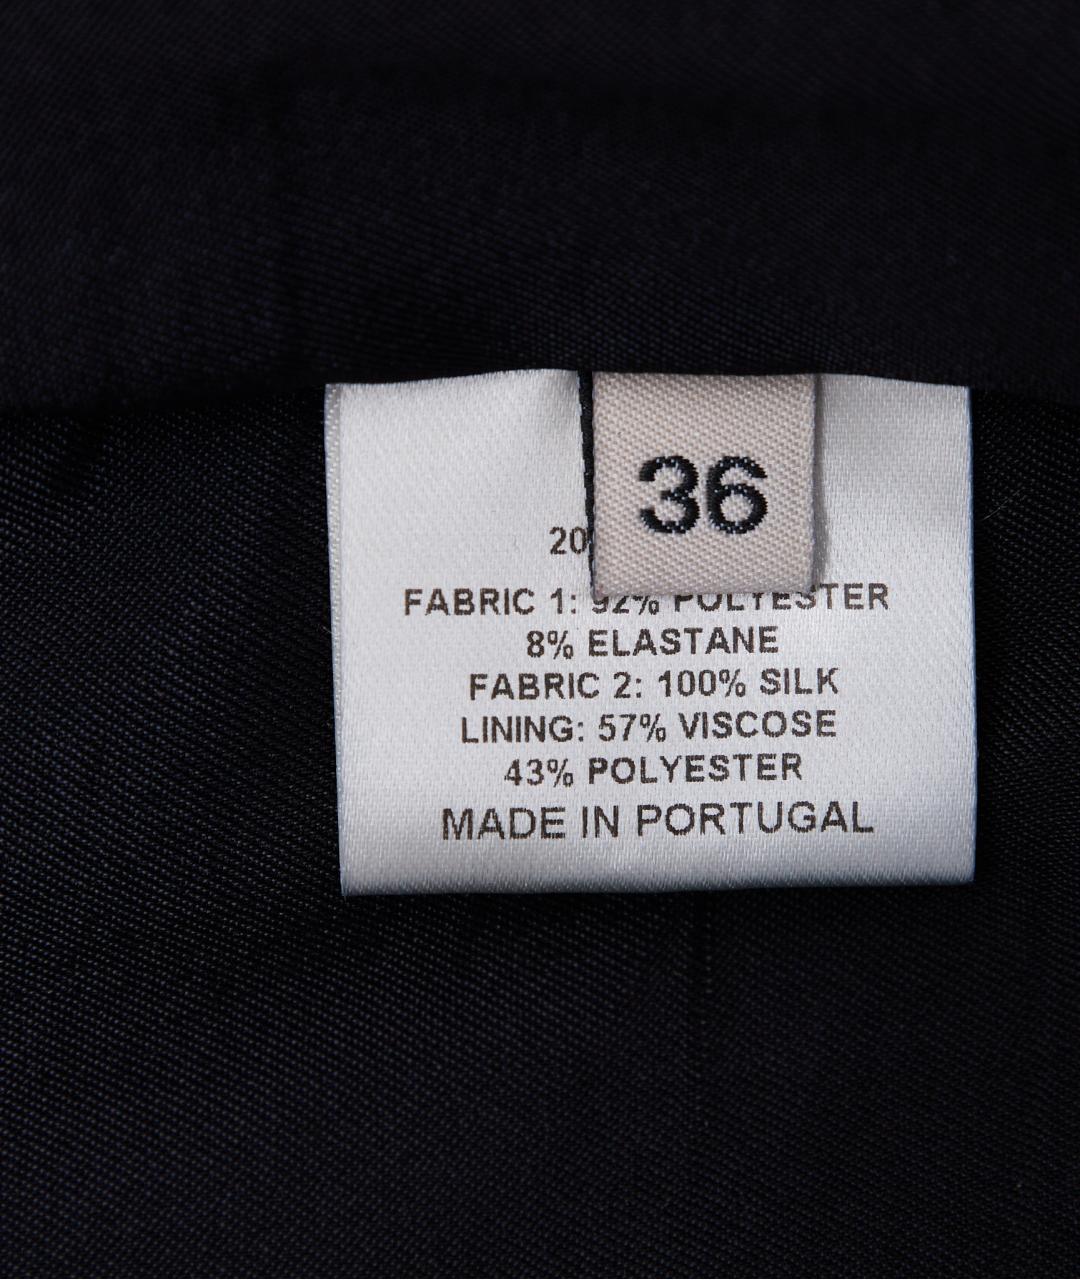 36
20
FABRIC 1: 92% POLYESTER
8% ELASTANE
FABRIC 2: 100% SILK
LINING: 57% VISCOSE
43% POLYESTER
MADE IN PORTUGAL